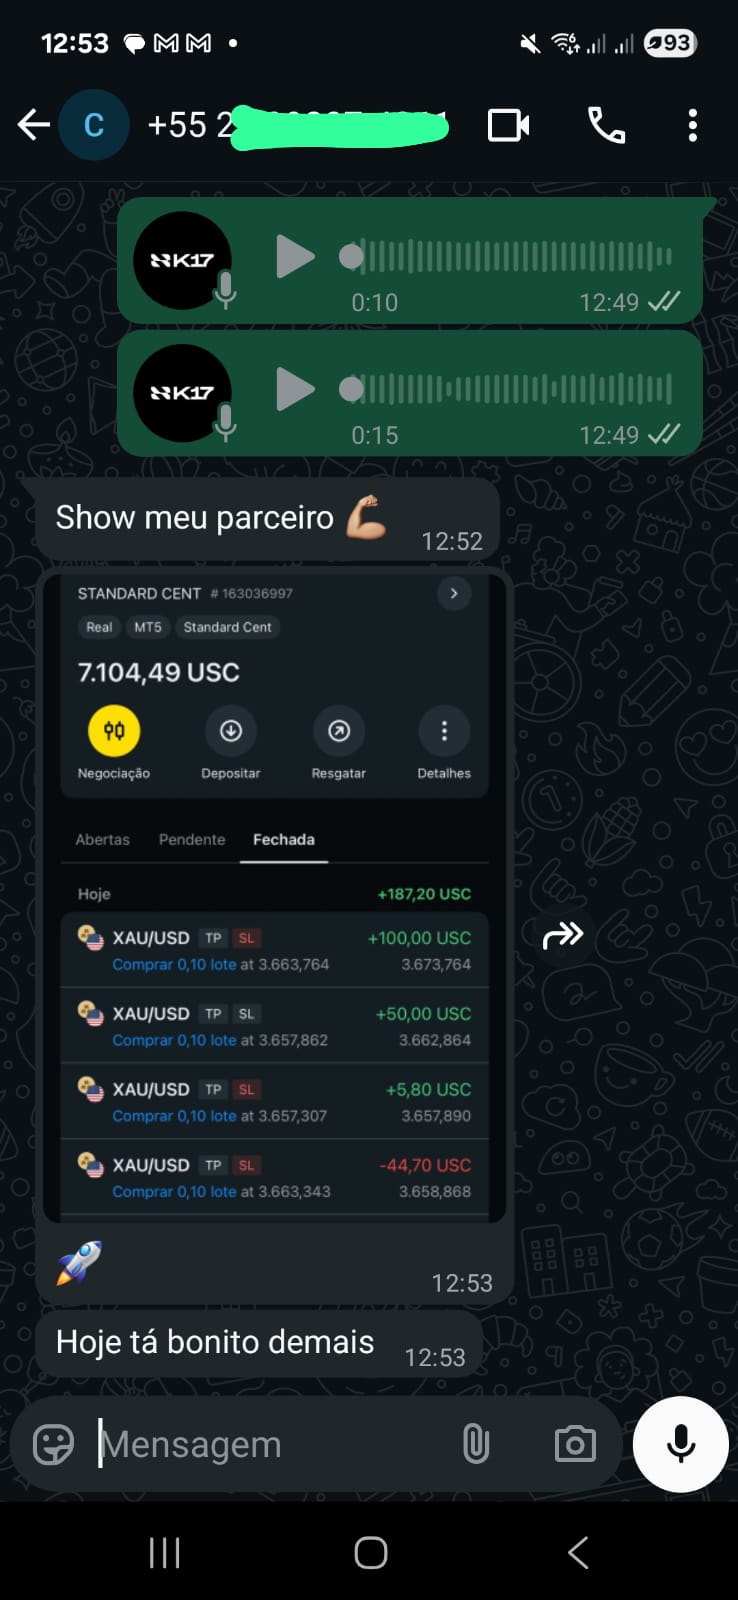 12:53
93
C
+55 2
K17
0:10
12:49
K17
0:15
12:49
Show meu parceiro 💪🏼
12:52
STANDARD CENT # 163036997
Real MT5 Standard Cent
7.104,49 USC
Negociação Depositar Resgatar Detalhes
Abertas Pendente Fechada
Hoje +187,20 USC
XAU/USD TP SL +100,00 USC
Comprar 0,10 lote at 3.663,764 3.673,764
XAU/USD TP SL +50,00 USC
Comprar 0,10 lote at 3.657,862 3.662,864
XAU/USD TP SL +5,80 USC
Comprar 0,10 lote at 3.657,307 3.657,890
XAU/USD TP SL -44,70 USC
Comprar 0,10 lote at 3.663,343 3.658,868
🚀
12:53
Hoje tá bonito demais
12:53
Mensagem